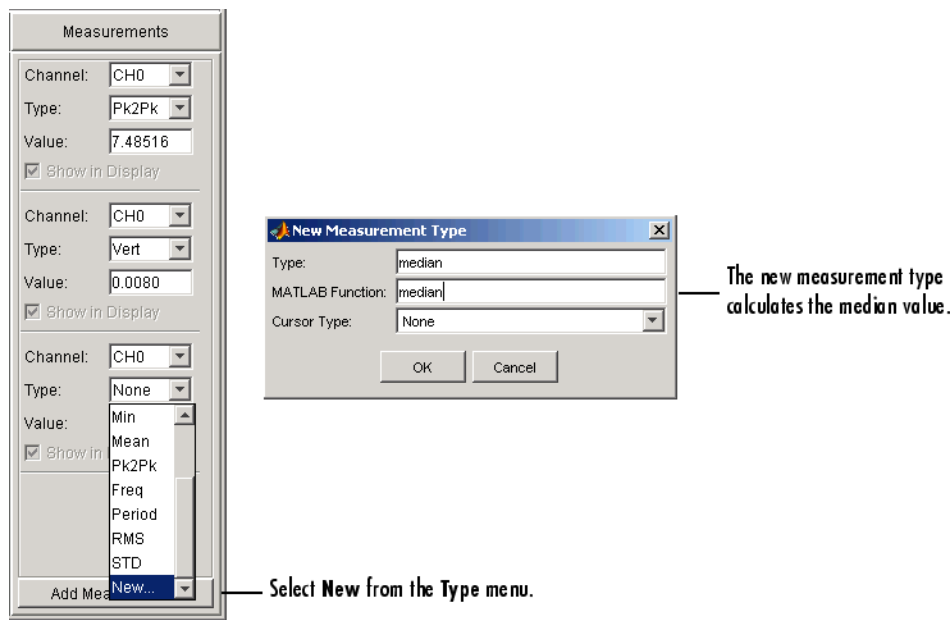 Measurements
Channel: CH0
Type: Pk2Pk
Value: 7.48516
Show in Display
Channel: CH0
Type: Vert
Value: 0.0080
Show in Display
Channel: CH0
Type: None
Value:
Show in
Min
Mean
Pk2Pk
Freq
Period
RMS
STD
New...
Add Mea
New Measurement Type
Type: median
MATLAB Function: median
Cursor Type: None
OK Cancel
The new measurement type
calculates the median value.
Select New from the Type menu.